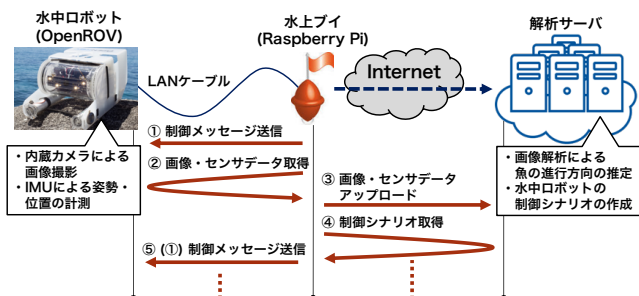 水中ロボット
(OpenROV)
水上ブイ
(Raspberry Pi)
解析サーバ
LANケーブル
Internet
① 制御メッセージ送信
・内蔵カメラによる
画像撮影
・IMUによる姿勢・
位置の計測
② 画像・センサデータ取得
③ 画像・センサデータ
アップロード
・画像解析による
魚の進行方向の推定
・水中ロボットの
制御シナリオの作成
④ 制御シナリオ取得
⑤ (①) 制御メッセージ送信